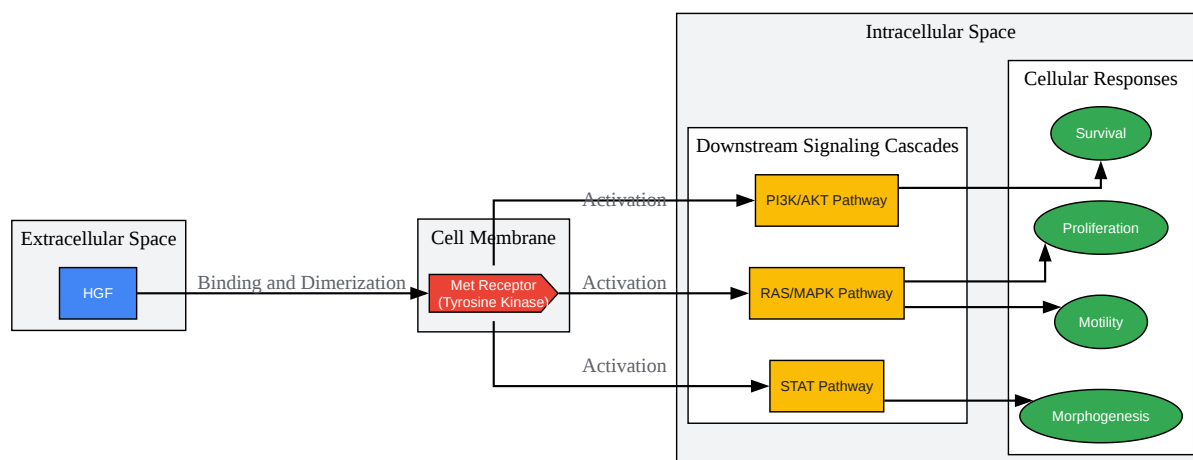 Intracellular Space
Cellular Responses
Survival
Downstream Signaling Cascades
Activation
PI3K/AKT Pathway
Proliferation
Extracellular Space
Cell Membrane
HGF
Binding and Dimerization
Met Receptor
(Tyrosine Kinase)
Activation
RAS/MAPK Pathway
Motility
Activation
STAT Pathway
Morphogenesis